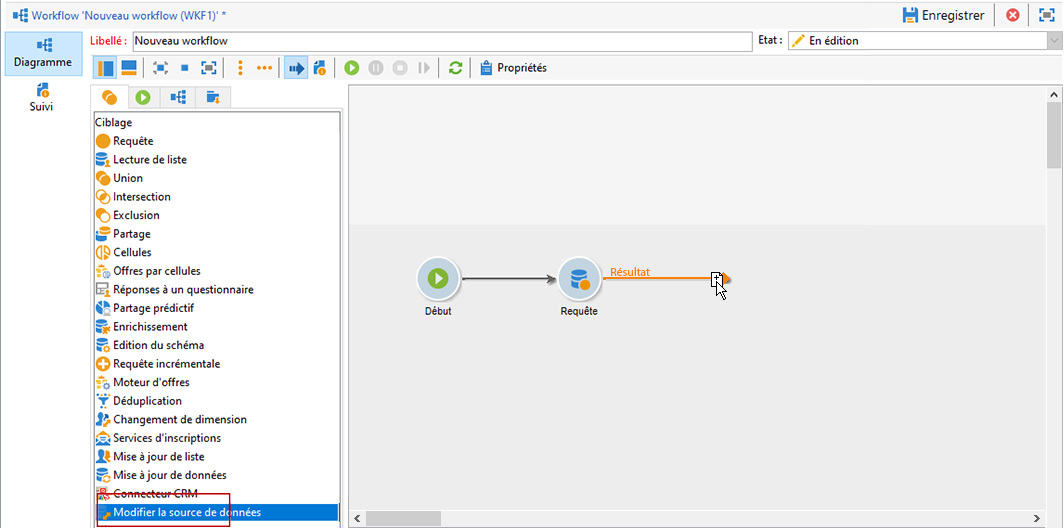 Workflow 'Nouveau workflow (WKF1)' *
Enregistrer
Diagramme
Suivi
Libellé :
Nouveau workflow
Etat :
En édition
Propriétés
Ciblage
Requête
Lecture de liste
Union
Intersection
Exclusion
Partage
Cellules
Offres par cellules
Réponses à un questionnaire
Partage prédictif
Enrichissement
Edition du schéma
Requête incrémentale
Moteur d'offres
Déduplication
Changement de dimension
Services d'inscriptions
Mise à jour de liste
Mise à jour de données
Connecteur CRM
Modifier la source de données
Début
Requête
Résultat